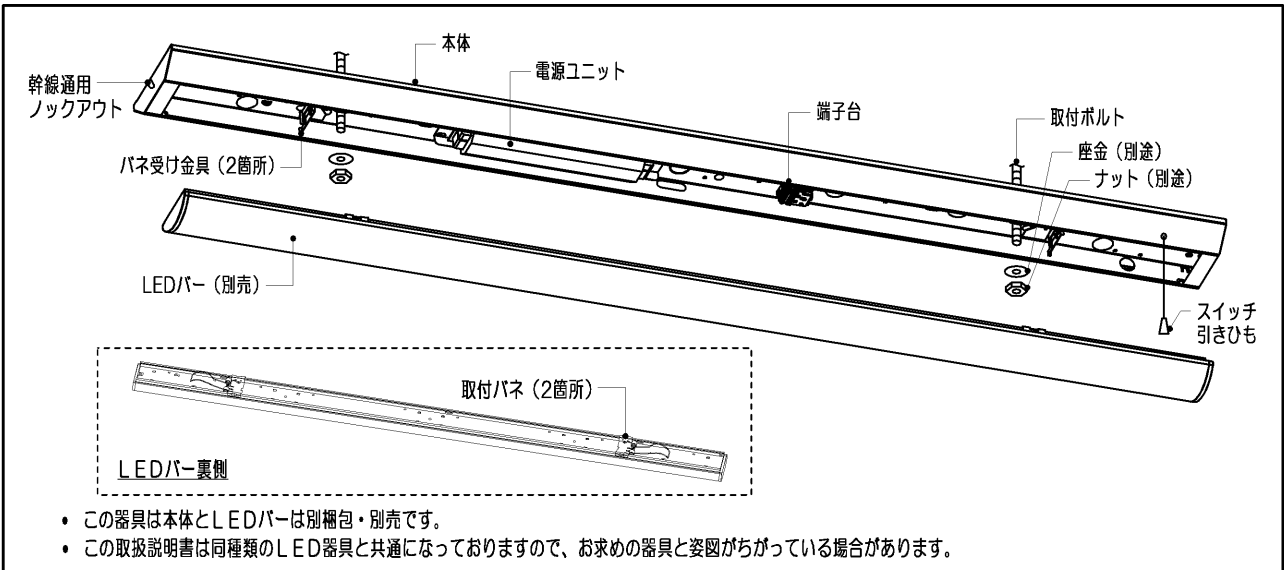 本体
電源ユニット
幹線通用
ノックアウト
端子台
取付ボルト
座金（別途）
ナット（別途）
バネ受け金具（2箇所）
LEDバー（別売）
スイッチ
引きひも
取付バネ（2箇所）
LEDバー裏側
• この器具は本体とLEDバーは別梱包・別売です。
• この取扱説明書は同種類のLED器具と共通になっておりますので、お求めの器具と姿図がちがっている場合があります。